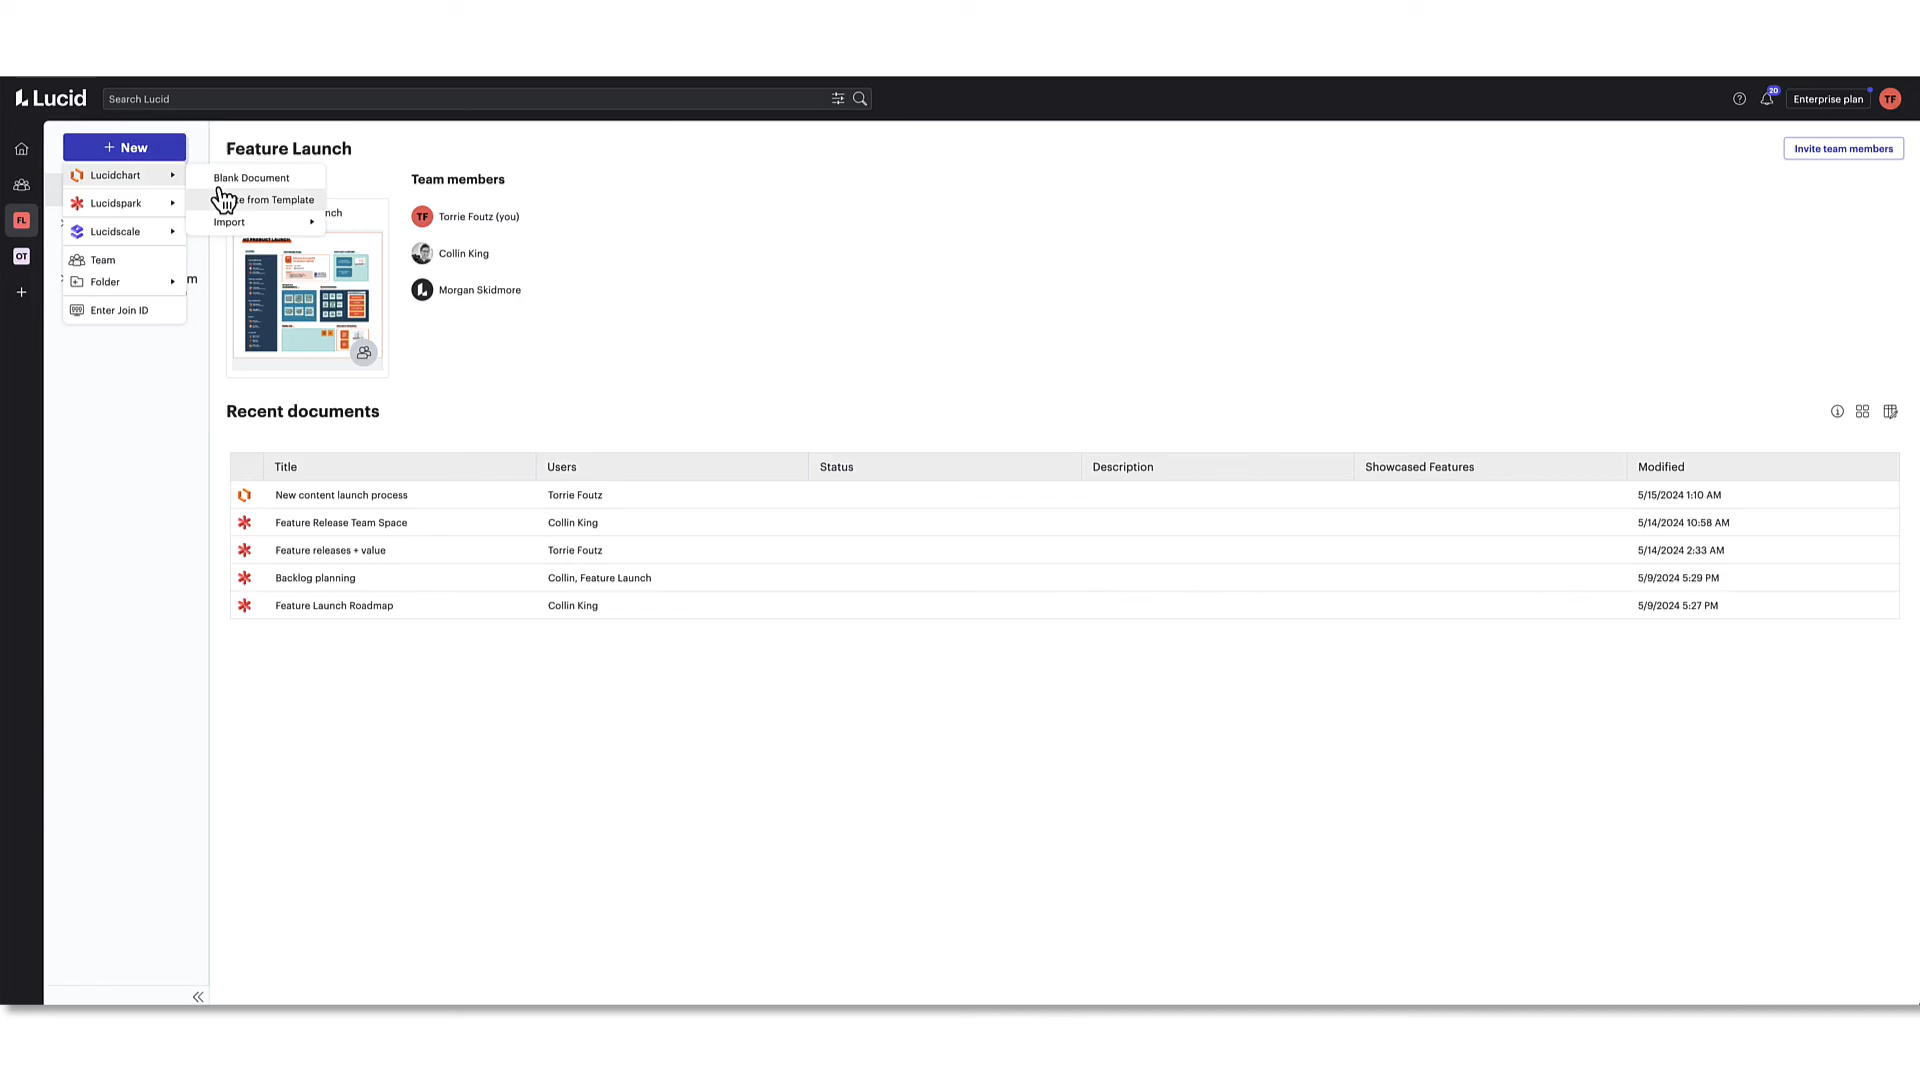 Lucid
Search Lucid
20
Enterprise plan
TF
+ New
Lucidchart
Lucidspark
Lucidscale
Team
Folder
Enter Join ID
FL
OT
m
Blank Document
from Template
Import
nch
Feature Launch
Invite team members
Team members
TF Torrie Foutz (you)
Collin King
Morgan Skidmore
Recent documents
Title Users Status Description Showcased Features Modified
New content launch process Torrie Foutz 5/15/2024 1:10 AM
Feature Release Team Space Collin King 5/14/2024 10:58 AM
Feature releases + value Torrie Foutz 5/14/2024 2:33 AM
Backlog planning Collin, Feature Launch 5/9/2024 5:29 PM
Feature Launch Roadmap Collin King 5/9/2024 5:27 PM